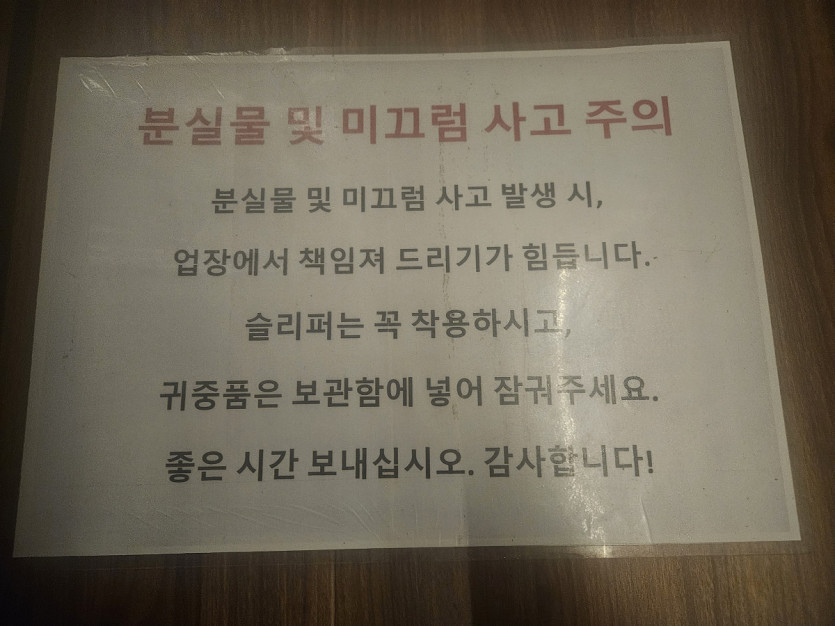 분실물 및 미끄럼 사고 주의
분실물 및 미끄럼 사고 발생 시,
업장에서 책임져 드리기가 힘듭니다.
슬리퍼는 꼭 착용하시고,
귀중품은 보관함에 넣어 잠궈주세요.
좋은 시간 보내십시오. 감사합니다!